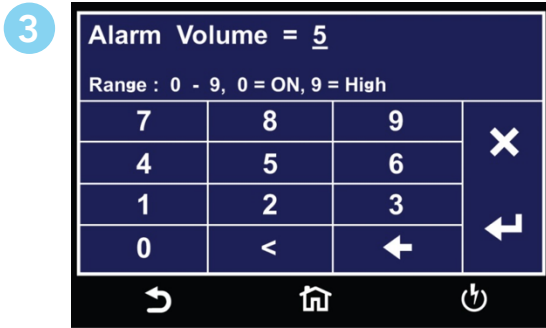 3
Alarm Volume = 5
Range : 0 - 9, 0 = ON, 9 = High
7 8 9
4 5 6
1 2 3
0 <